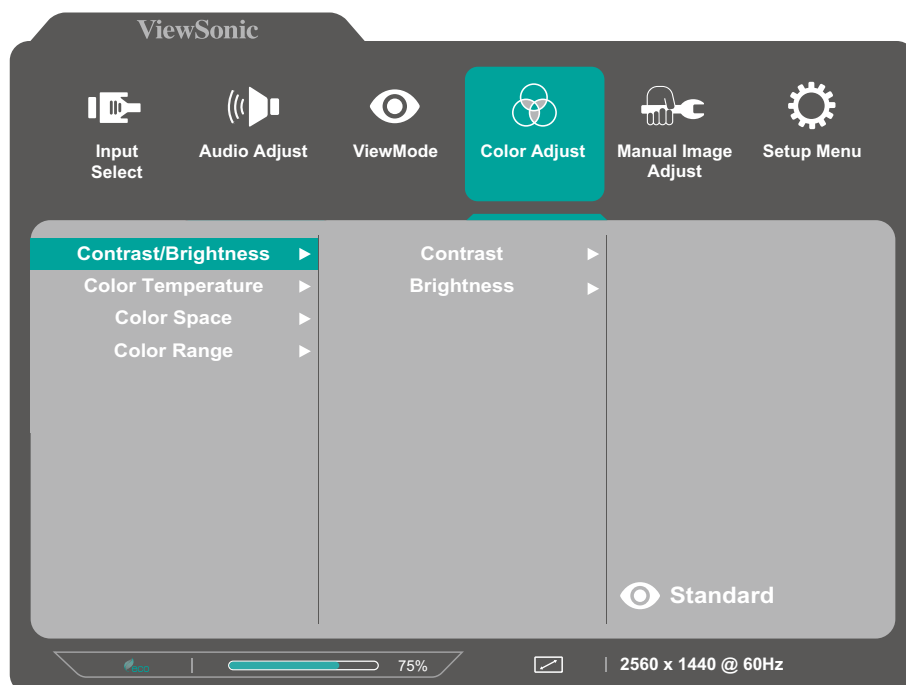 ViewSonic
Input Select
Audio Adjust
ViewMode
Color Adjust
Manual Image Adjust
Setup Menu
Contrast/Brightness
Color Temperature
Color Space
Color Range
Contrast
Brightness
Standard
eco
75%
2560 x 1440 @ 60Hz